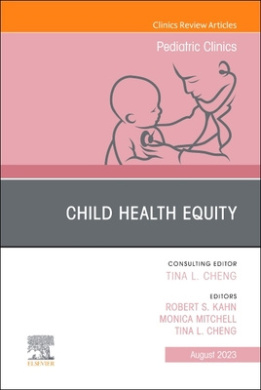 Clinics Review Articles
Pediatric Clinics
CHILD HEALTH EQUITY
CONSULTING EDITOR
TINA L. CHENG
EDITORS
ROBERT S. KAHN
MONICA MITCHELL
TINA L. CHENG
ELSEVIER
August 2023